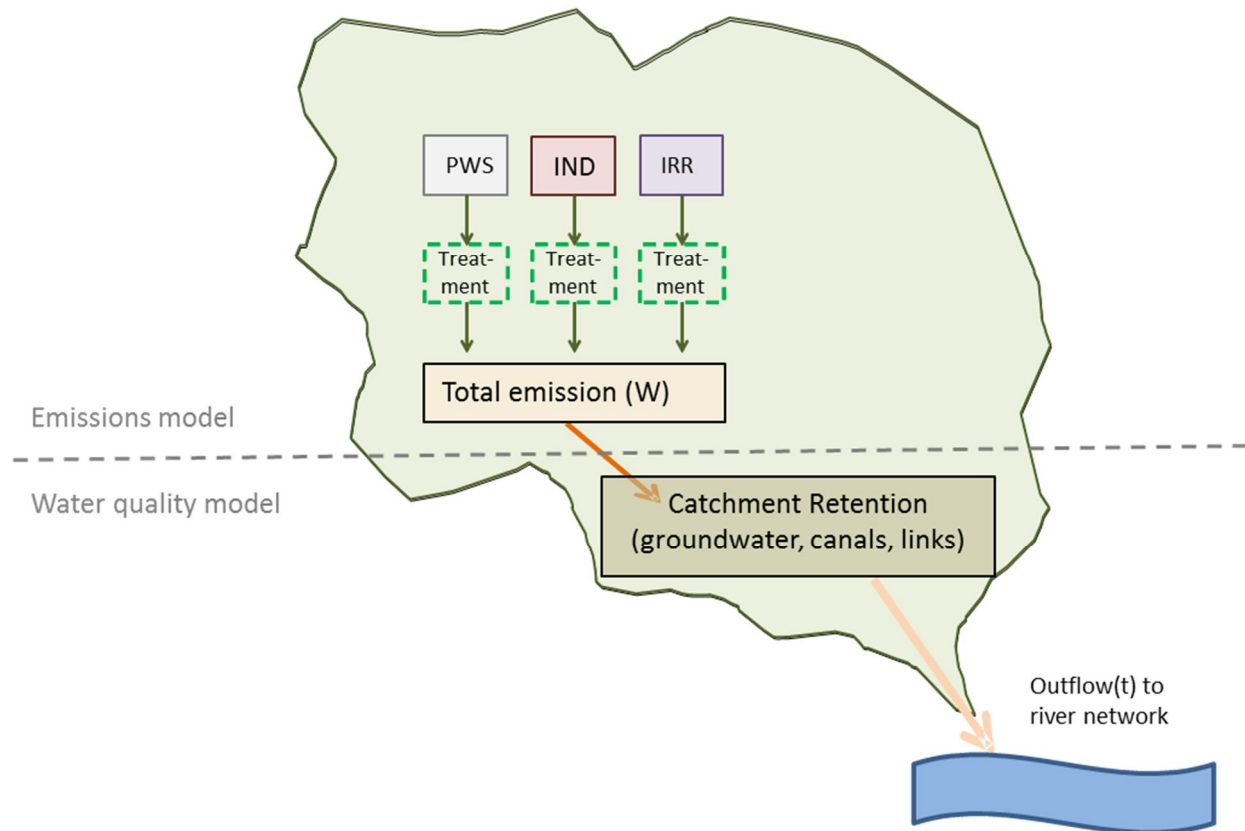 PWS
IND
IRR
Treat-
ment
Treat-
ment
Treat-
ment
Total emission (W)
Emissions model
Water quality model
Catchment Retention
(groundwater, canals, links)
Outflow(t) to
river network